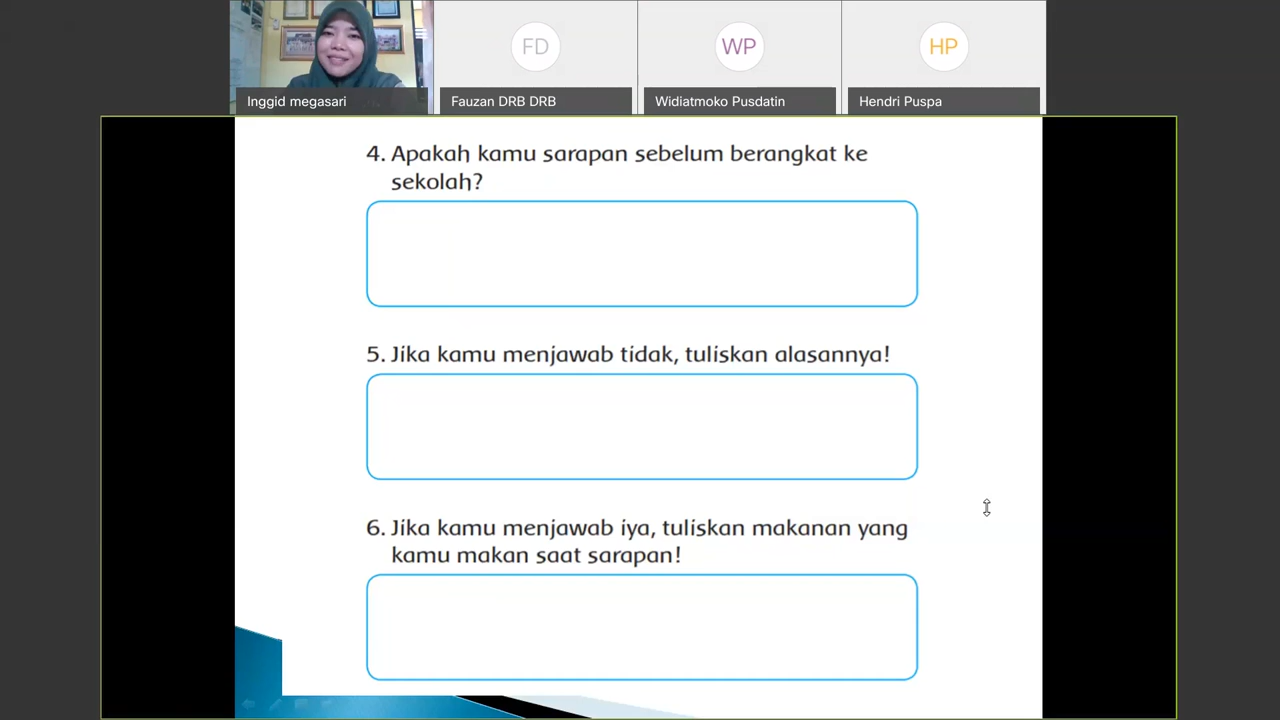 FD
WP
HP
Inggid megasari
Fauzan DRB DRB
Widiatmoko Pusdatin
Hendri Puspa
4. Apakah kamu sarapan sebelum berangkat ke
sekolah?
5. Jika kamu menjawab tidak, tuliskan alasannya!
6. Jika kamu menjawab iya, tuliskan makanan yang
kamu makan saat sarapan!